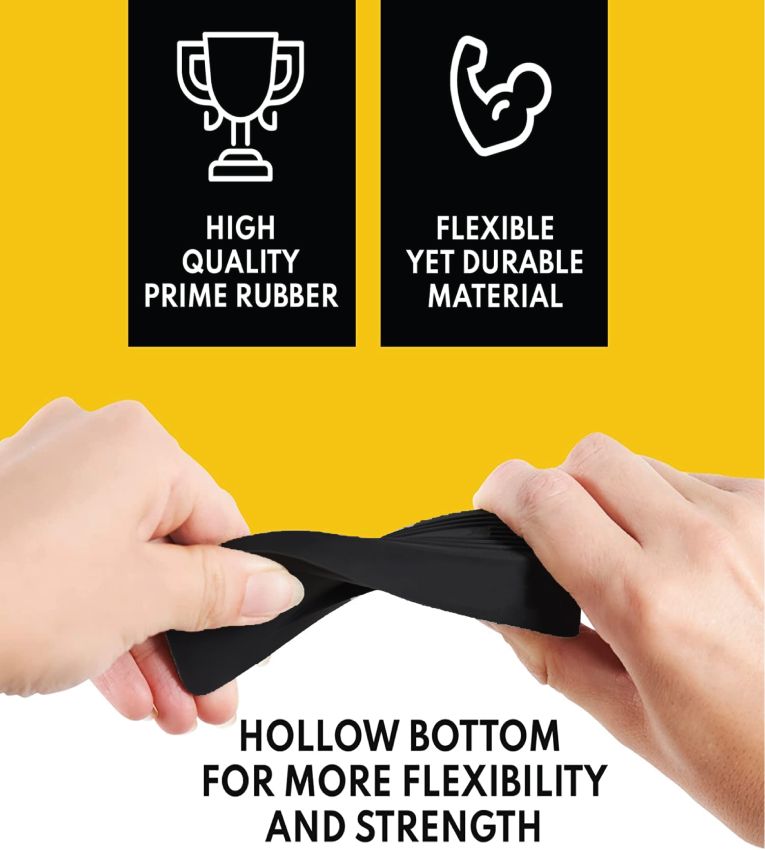 HIGH
QUALITY
PRIME RUBBER
FLEXIBLE
YET DURABLE
MATERIAL
HOLLOW BOTTOM
FOR MORE FLEXIBILITY
AND STRENGTH